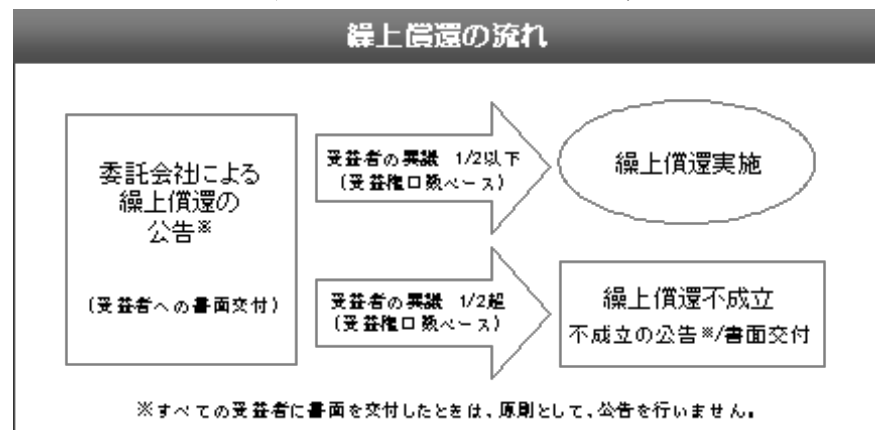 繰上償還の流れ
委託会社による
繰上償還の
公告※
(受益者への書面交付)
受益者の異議 1/2以下
(受益権口数ベース)
繰上償還実施
受益者の異議 1/2超
(受益権口数ベース)
繰上償還不成立
不成立の公告※/書面交付
※すべての受益者に書面を交付したときは、原則として、公告を行いません。